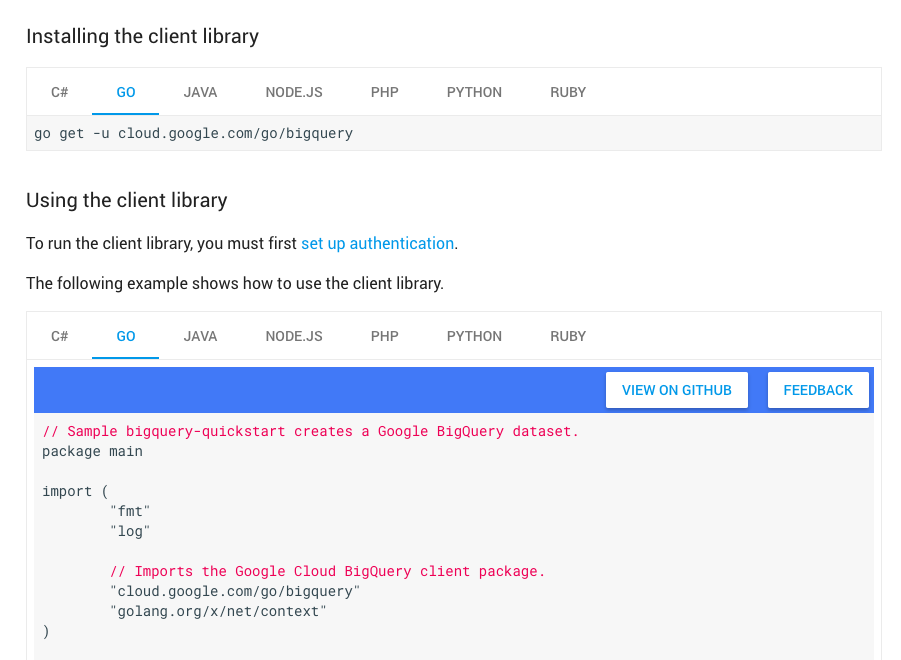 Installing the client library
C# GO JAVA NODE.JS PHP PYTHON RUBY
go get -u cloud.google.com/go/bigquery
Using the client library
To run the client library, you must first set up authentication.
The following example shows how to use the client library.
C# GO JAVA NODE.JS PHP PYTHON RUBY
VIEW ON GITHUB FEEDBACK
// Sample bigquery-quickstart creates a Google BigQuery dataset.
package main
import (
"fmt"
"log"
// Imports the Google Cloud BigQuery client package.
"cloud.google.com/go/bigquery"
"golang.org/x/net/context"
)